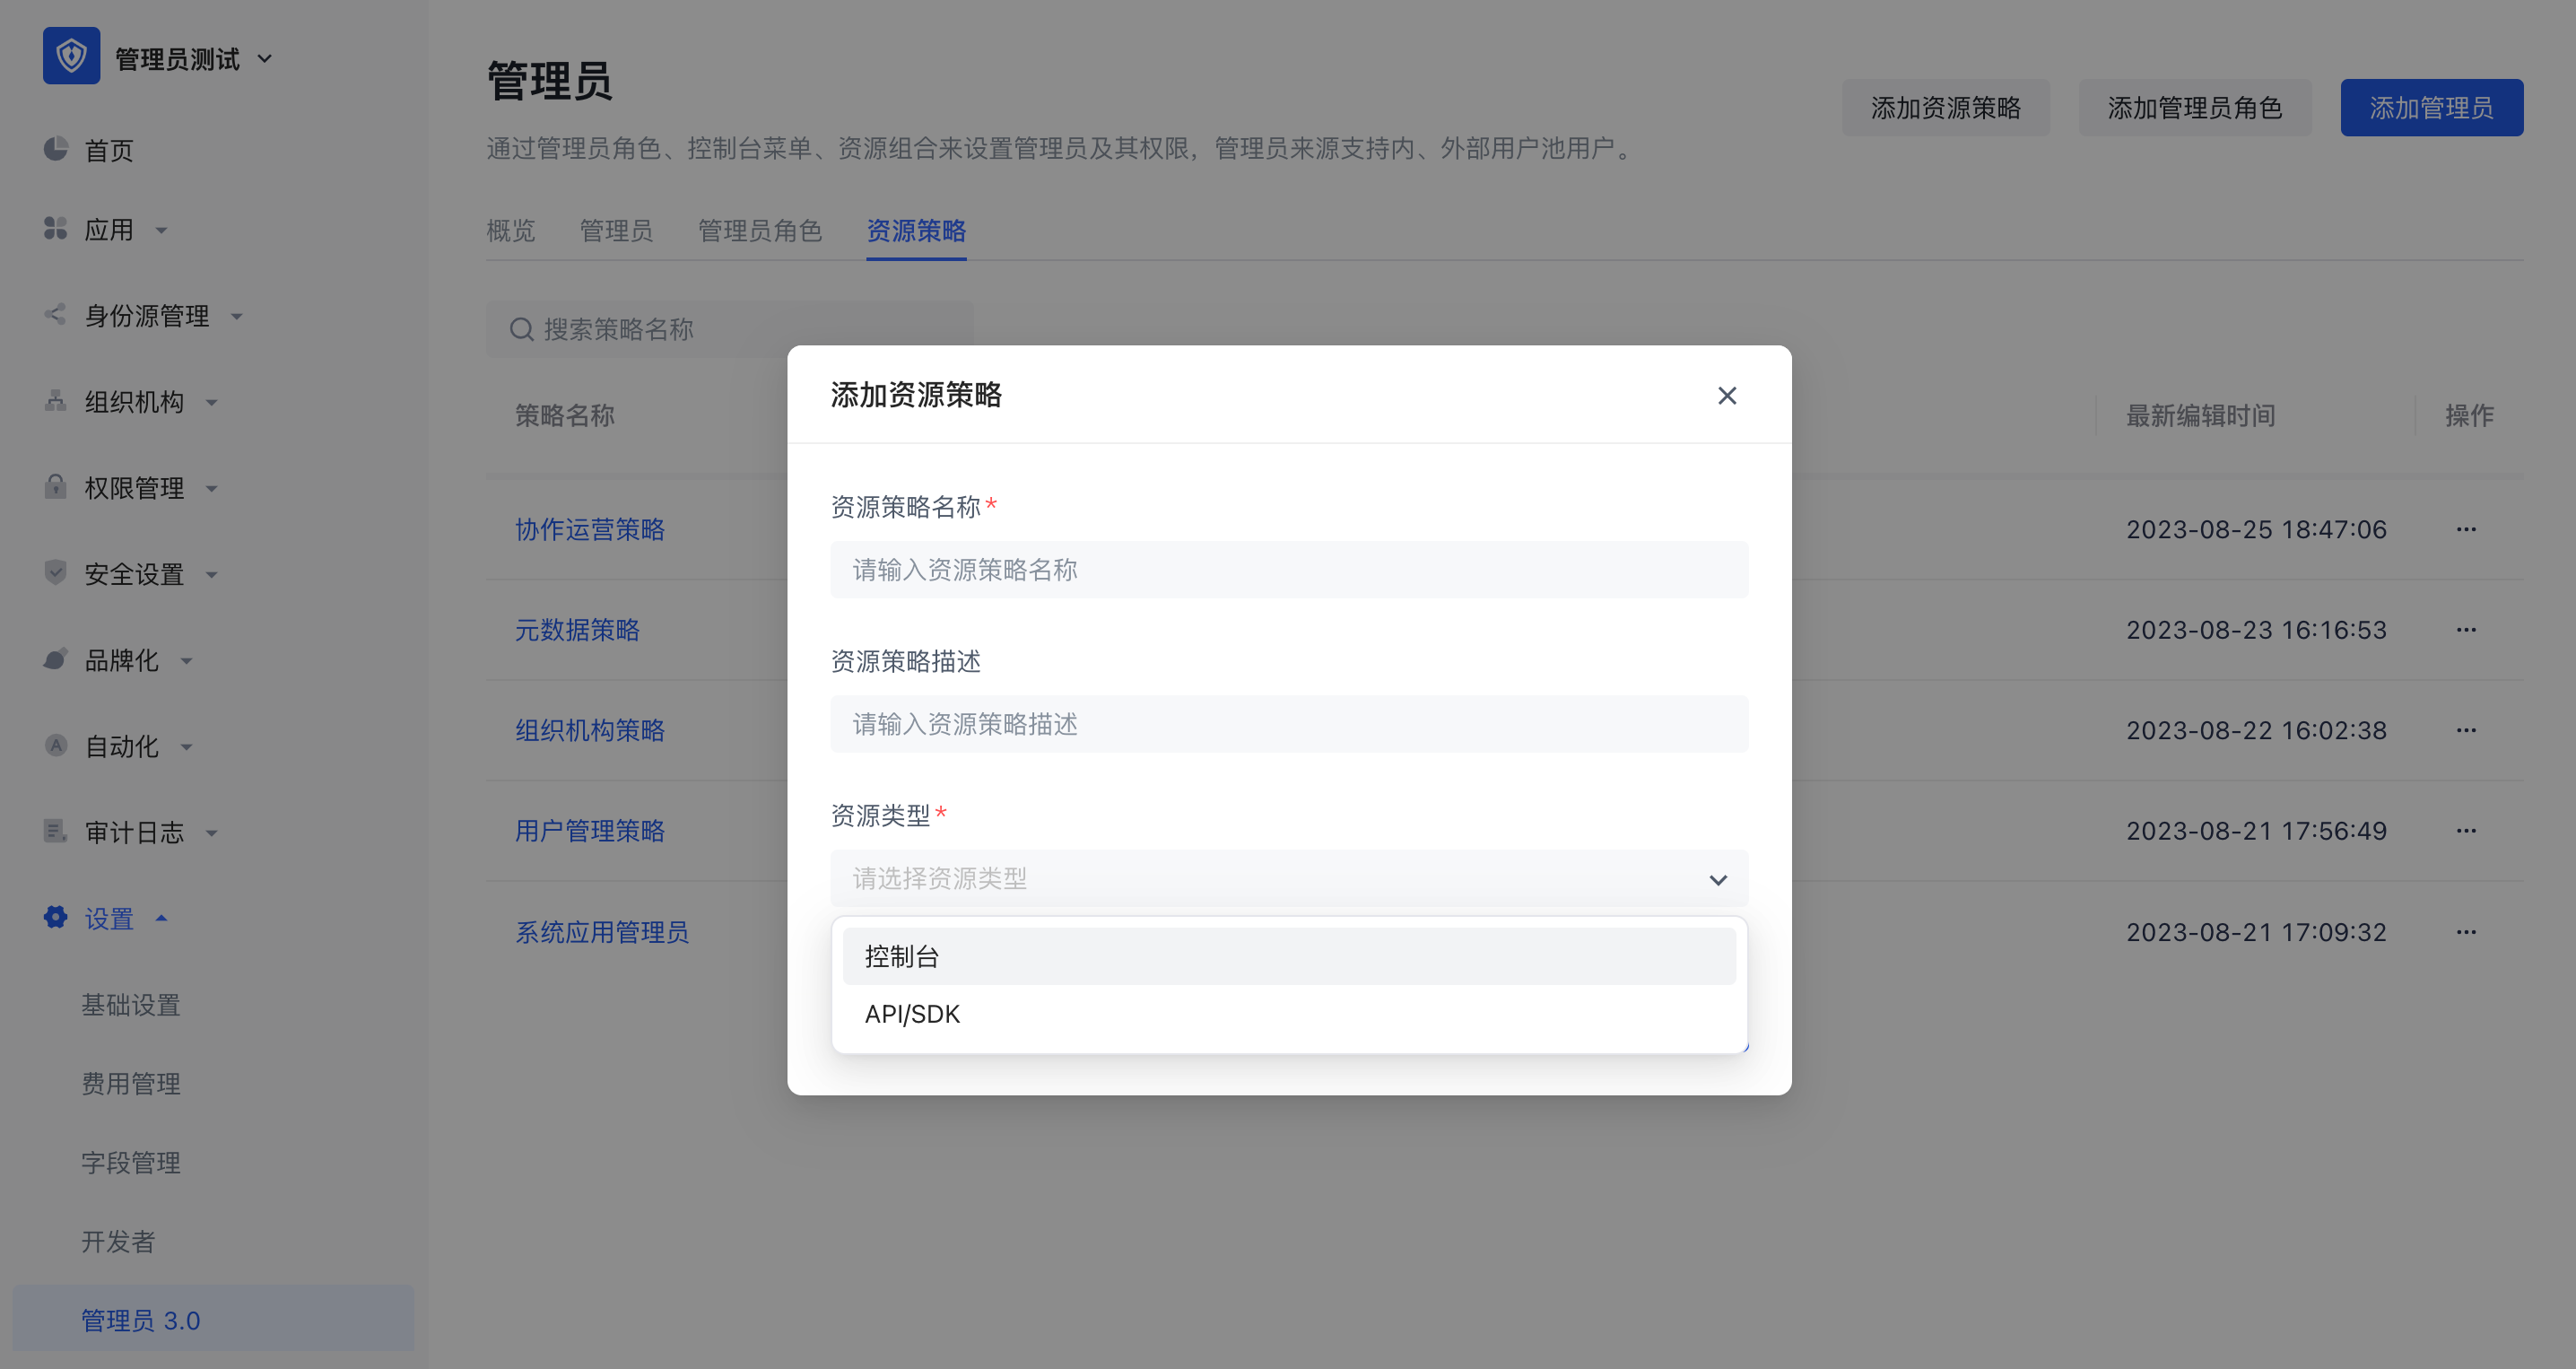 管理员测试
首页
应用
身份源管理
组织机构
权限管理
安全设置
品牌化
自动化
审计日志
设置
基础设置
费用管理
字段管理
开发者
管理员 3.0
管理员
通过管理员角色、控制台菜单、资源组合来设置管理员及其权限，管理员来源支持内、外部用户池用户。
添加资源策略
添加管理员角色
添加管理员
概览 管理员 管理员角色 资源策略
搜索策略名称
策略名称 最新编辑时间 操作
协作运营策略 2023-08-25 18:47:06 ···
元数据策略 2023-08-23 16:16:53 ···
组织机构策略 2023-08-22 16:02:38 ···
用户管理策略 2023-08-21 17:56:49 ···
系统应用管理员 2023-08-21 17:09:32 ···
添加资源策略
资源策略名称*
请输入资源策略名称
资源策略描述
请输入资源策略描述
资源类型*
请选择资源类型
控制台
API/SDK